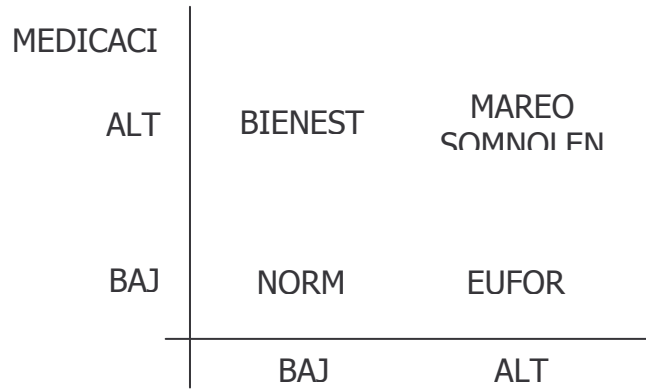 MEDICACI
ALT BIENEST MAREO
SOMNOLEN
BAJ NORM EUFOR
BAJ ALT